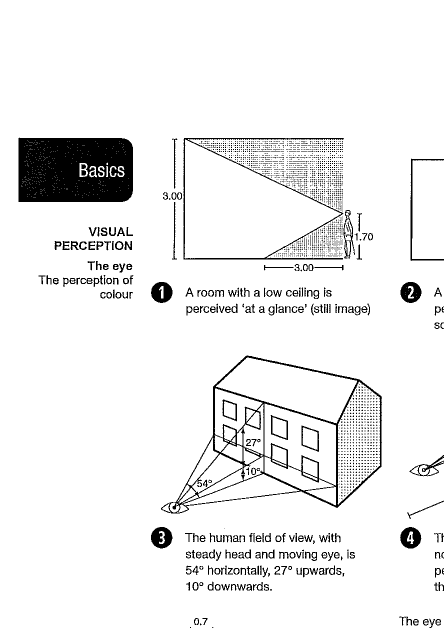 Basics
VISUAL
PERCEPTION
The eye
The perception of
colour
3.00
1.70
3.00
1 A room with a low ceiling is
perceived ‘at a glance’ (still image)
2 A
27°
10°
54°
3 The human field of view, with
steady head and moving eye, is
54° horizontally, 27° upwards,
10° downwards.
4
0.7
The eye